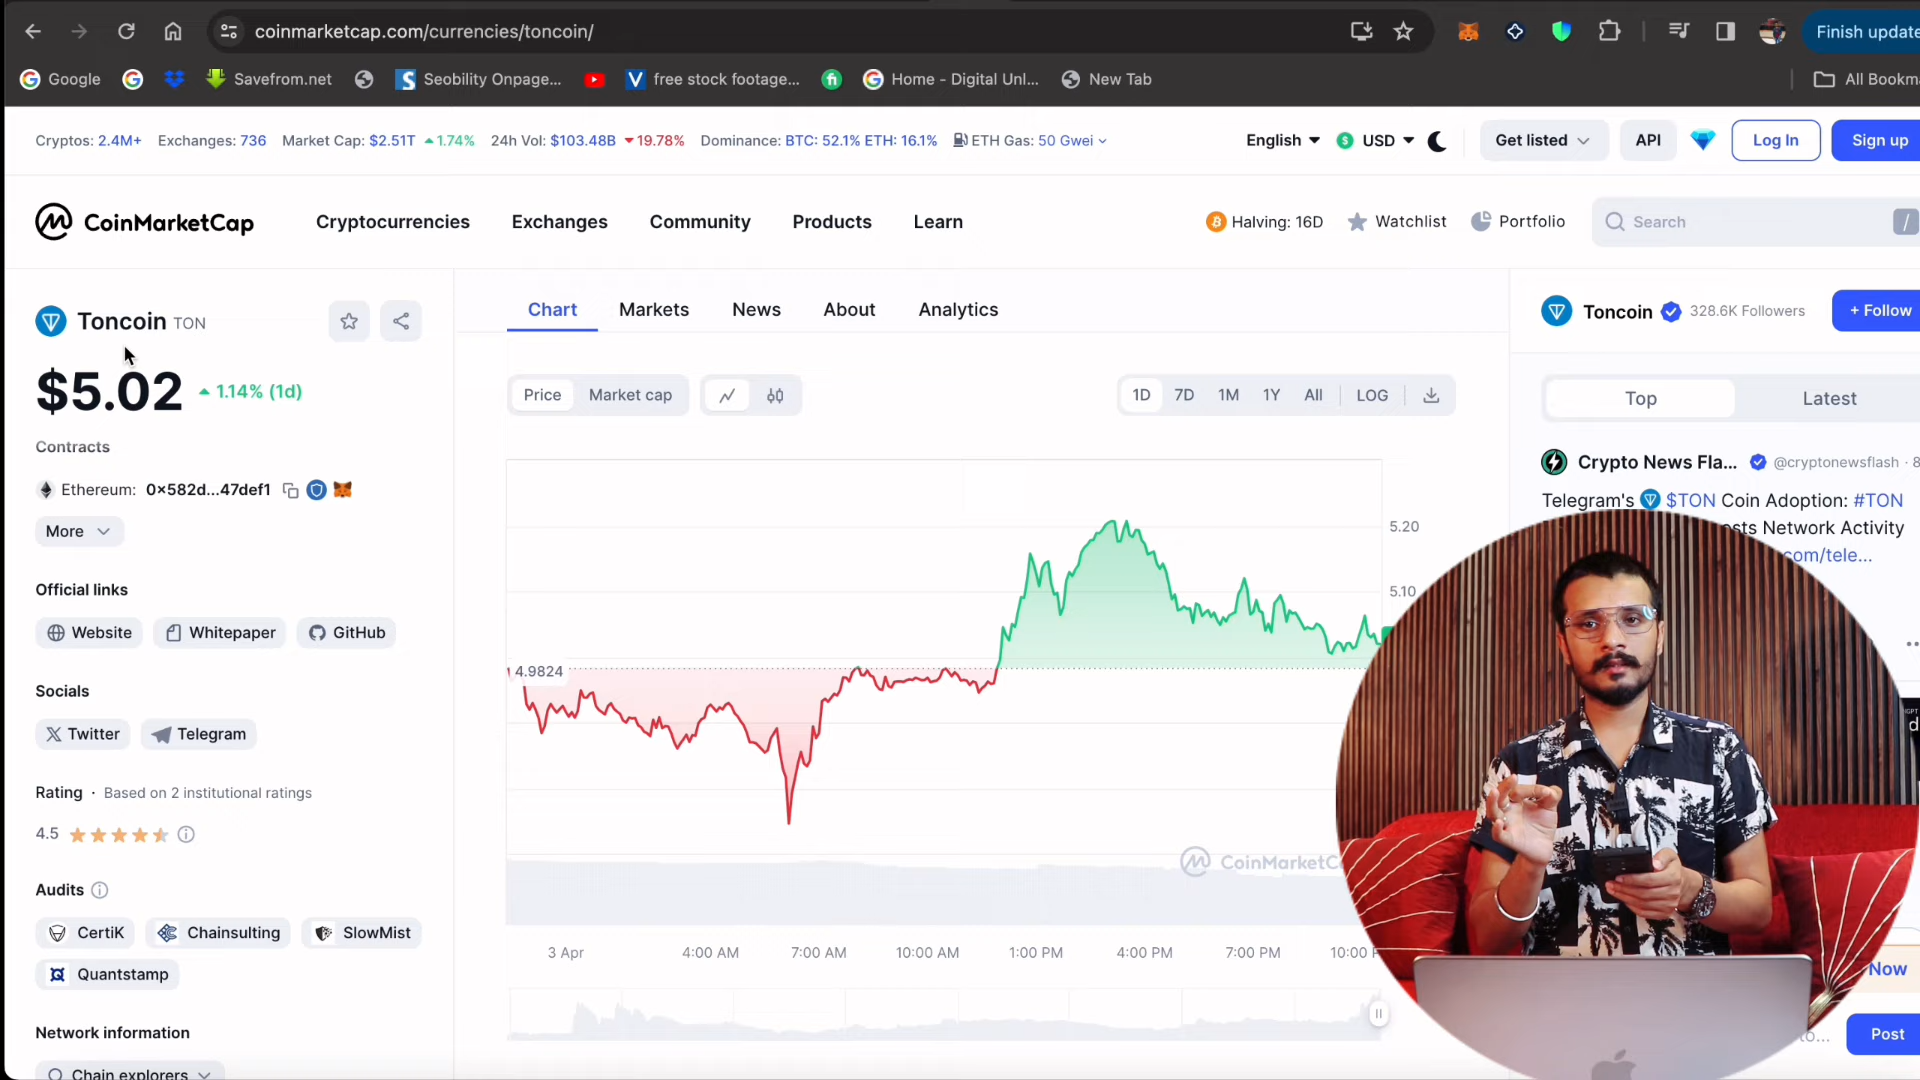 coinmarketcap.com/currencies/toncoin/
Finish update
Google
Savefrom.net
Seobility Onpage...
free stock footage...
Home - Digital Unl...
New Tab
All Bookma
Cryptos: 2.4M+ Exchanges: 736 Market Cap: $2.51T 1.74% 24h Vol: $103.48B 19.78% Dominance: BTC: 52.1% ETH: 16.1% ETH Gas: 50 Gwei
English USD Get listed API Log In Sign up
CoinMarketCap Cryptocurrencies Exchanges Community Products Learn
Halving: 16D Watchlist Portfolio Search /
Toncoin TON
$5.02 1.14% (1d)
Contracts
Ethereum: 0x582d...47def1
More
Official links
Website Whitepaper GitHub
Socials
Twitter Telegram
Rating · Based on 2 institutional ratings
4.5
Audits
CertiK Chainsulting SlowMist
Quantstamp
Network information
Chain explorers
Chart Markets News About Analytics
Price Market cap
1D 7D 1M 1Y All LOG
5.20
5.10
4.9824
CoinMarketC
3 Apr 4:00 AM 7:00 AM 10:00 AM 1:00 PM 4:00 PM 7:00 PM 10:00
Toncoin 328.6K Followers + Follow
Top Latest
Crypto News Fla... @cryptonewsflash · 8
Telegram's $TON Coin Adoption: #TON
sts Network Activity
com/tele...
Now
Post